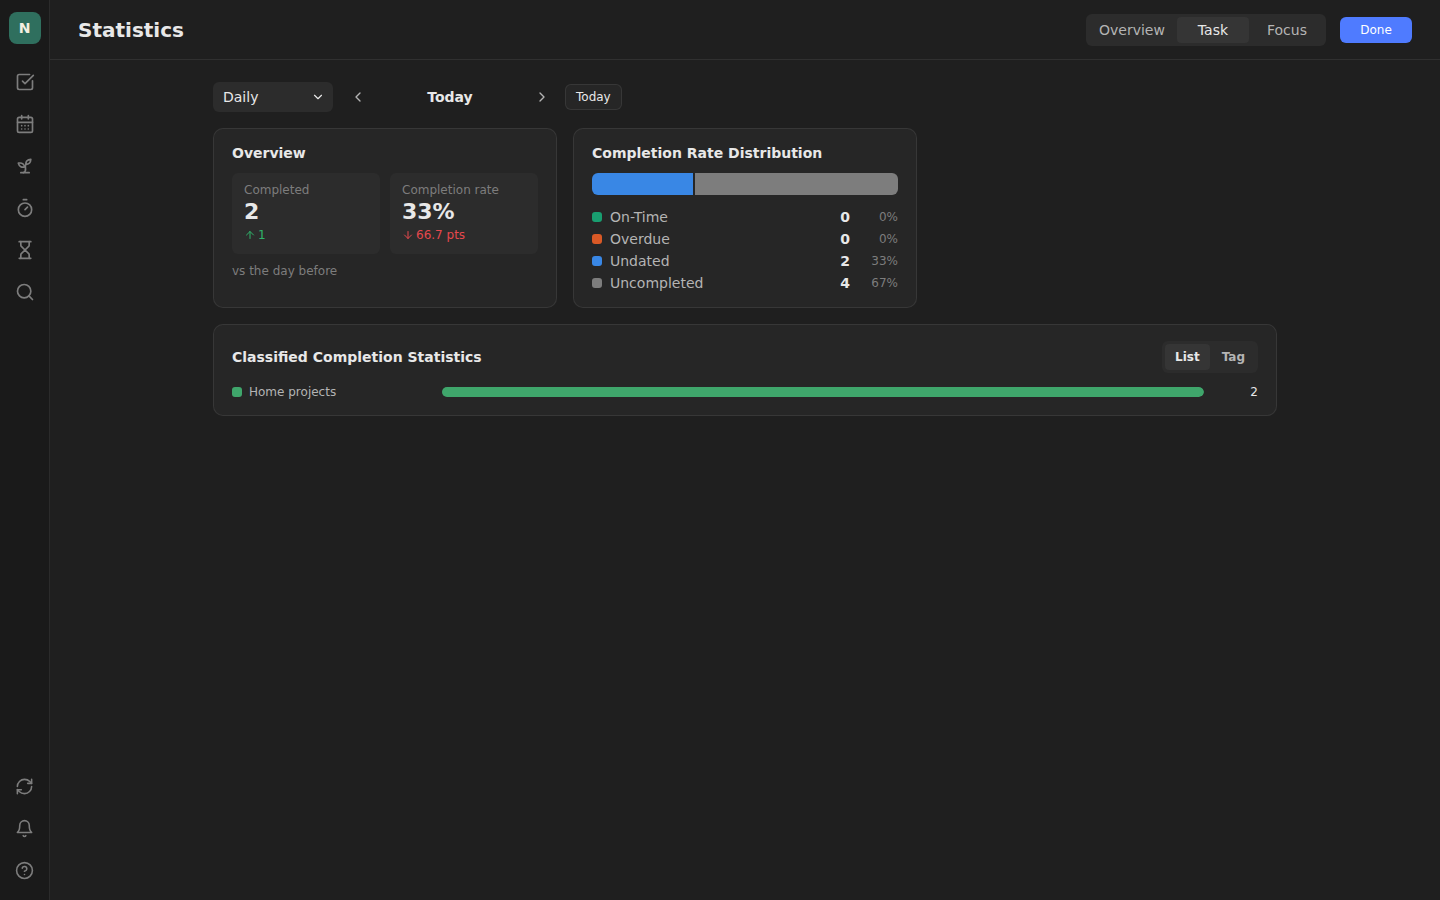 N
Statistics
Overview Task Focus Done
Daily Today Today
Overview
Completed
2
1
Completion rate
33%
66.7 pts
vs the day before
Completion Rate Distribution
On-Time 0 0%
Overdue 0 0%
Undated 2 33%
Uncompleted 4 67%
Classified Completion Statistics
List Tag
Home projects 2